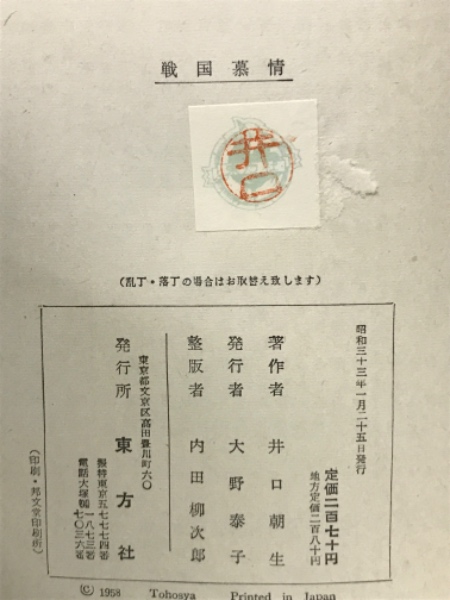 戦国慕情
井口
(乱丁・落丁の場合はお取替え致します)
昭和三十三年一月二十五日発行
定価二百七十円
地方定価二百八十円
著作者 井口朝生
発行者 大野泰子
整版者 内田柳次郎
東京都文京区高田豊川町六〇
発行所 東方社
振替東京五七七七四番
電話大塚(94)一八七三番
七〇三六番
(印刷・邦文堂印刷所)
© 1958 Tohosya Printed in Japan